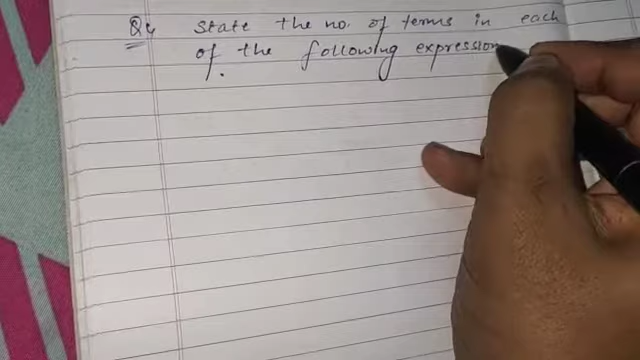 Q4 State the no. of terms in each
of the following expression